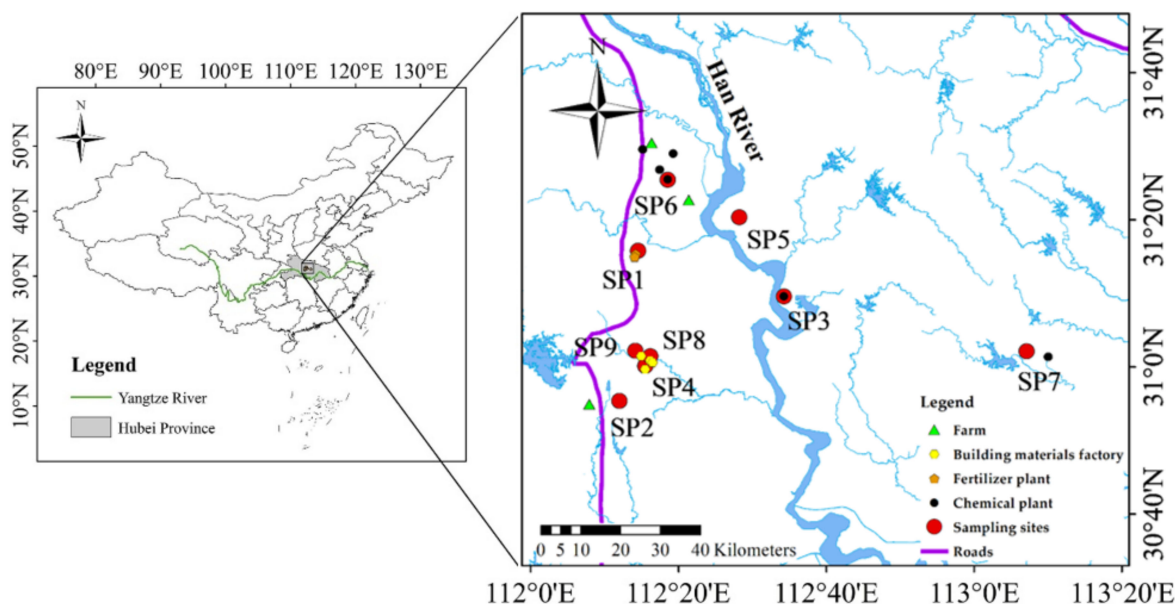 80°E 90°E 100°E 110°E 120°E 130°E
N
50°N
40°N
30°N
20°N
10°N
Legend
Yangtze River
Hubei Province
N
Han River
SP6
SP5
SP1
SP3
SP9
SP8
SP4
SP7
SP2
Legend
Farm
Building materials factory
Fertilizer plant
Chemical plant
Sampling sites
Roads
0 5 10 20 30 40 Kilometers
31°40'N
31°20'N
31°0'N
30°40'N
112°0'E 112°20'E 112°40'E 113°0'E 113°20'E